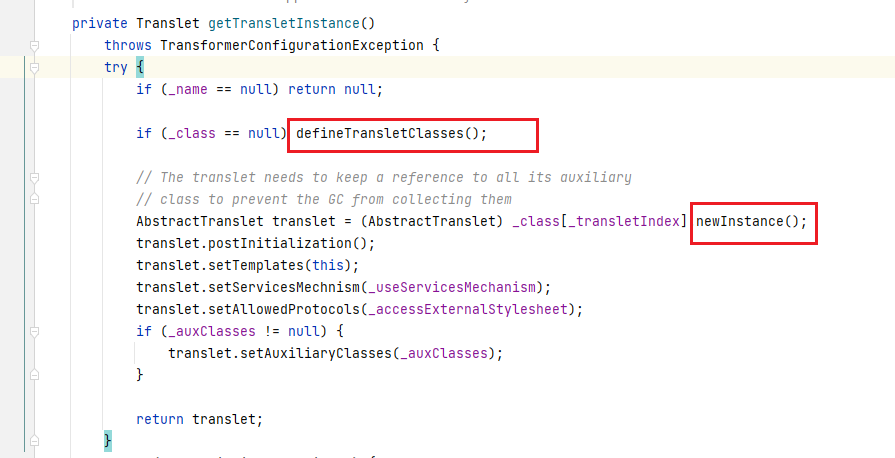 private Translet getTransletInstance()
throws TransformerConfigurationException {
try {
if (_name == null) return null;
if (_class == null) defineTransletClasses();
// The translet needs to keep a reference to all its auxiliary
// class to prevent the GC from collecting them
AbstractTranslet translet = (AbstractTranslet) _class[_transletIndex] newInstance();
translet.postInitialization();
translet.setTemplates(this);
translet.setServicesMechnism(_useServicesMechanism);
translet.setAllowedProtocols(_accessExternalStylesheet);
if (_auxClasses != null) {
translet.setAuxiliaryClasses(_auxClasses);
}
return translet;
}